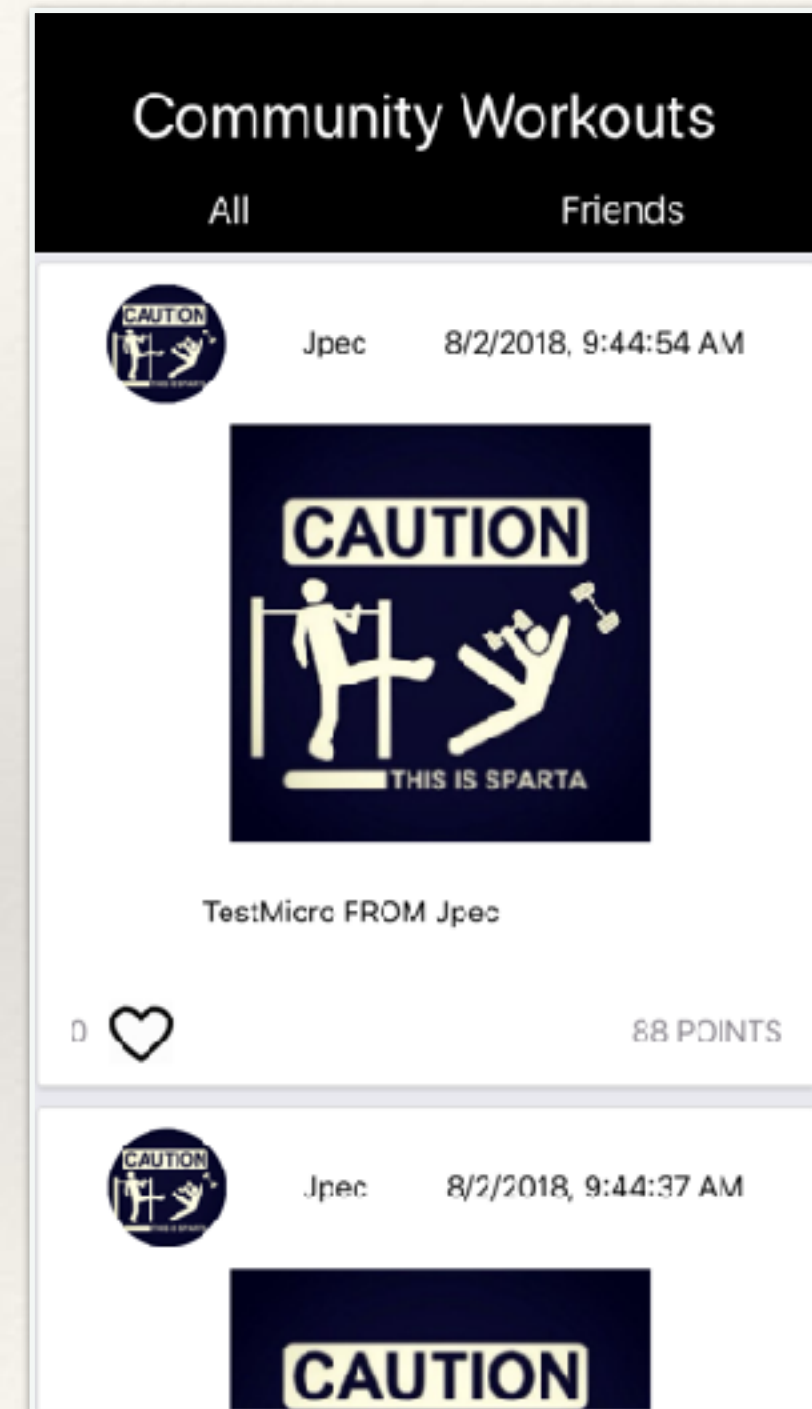 Community Workouts
All Friends
CAUTION
Jpec 8/2/2018, 9:44:54 AM
CAUTION
THIS IS SPARTA
TestMicro FROM Jpec
0 88 POINTS
CAUTION
Jpec 8/2/2018, 9:44:37 AM
CAUTION